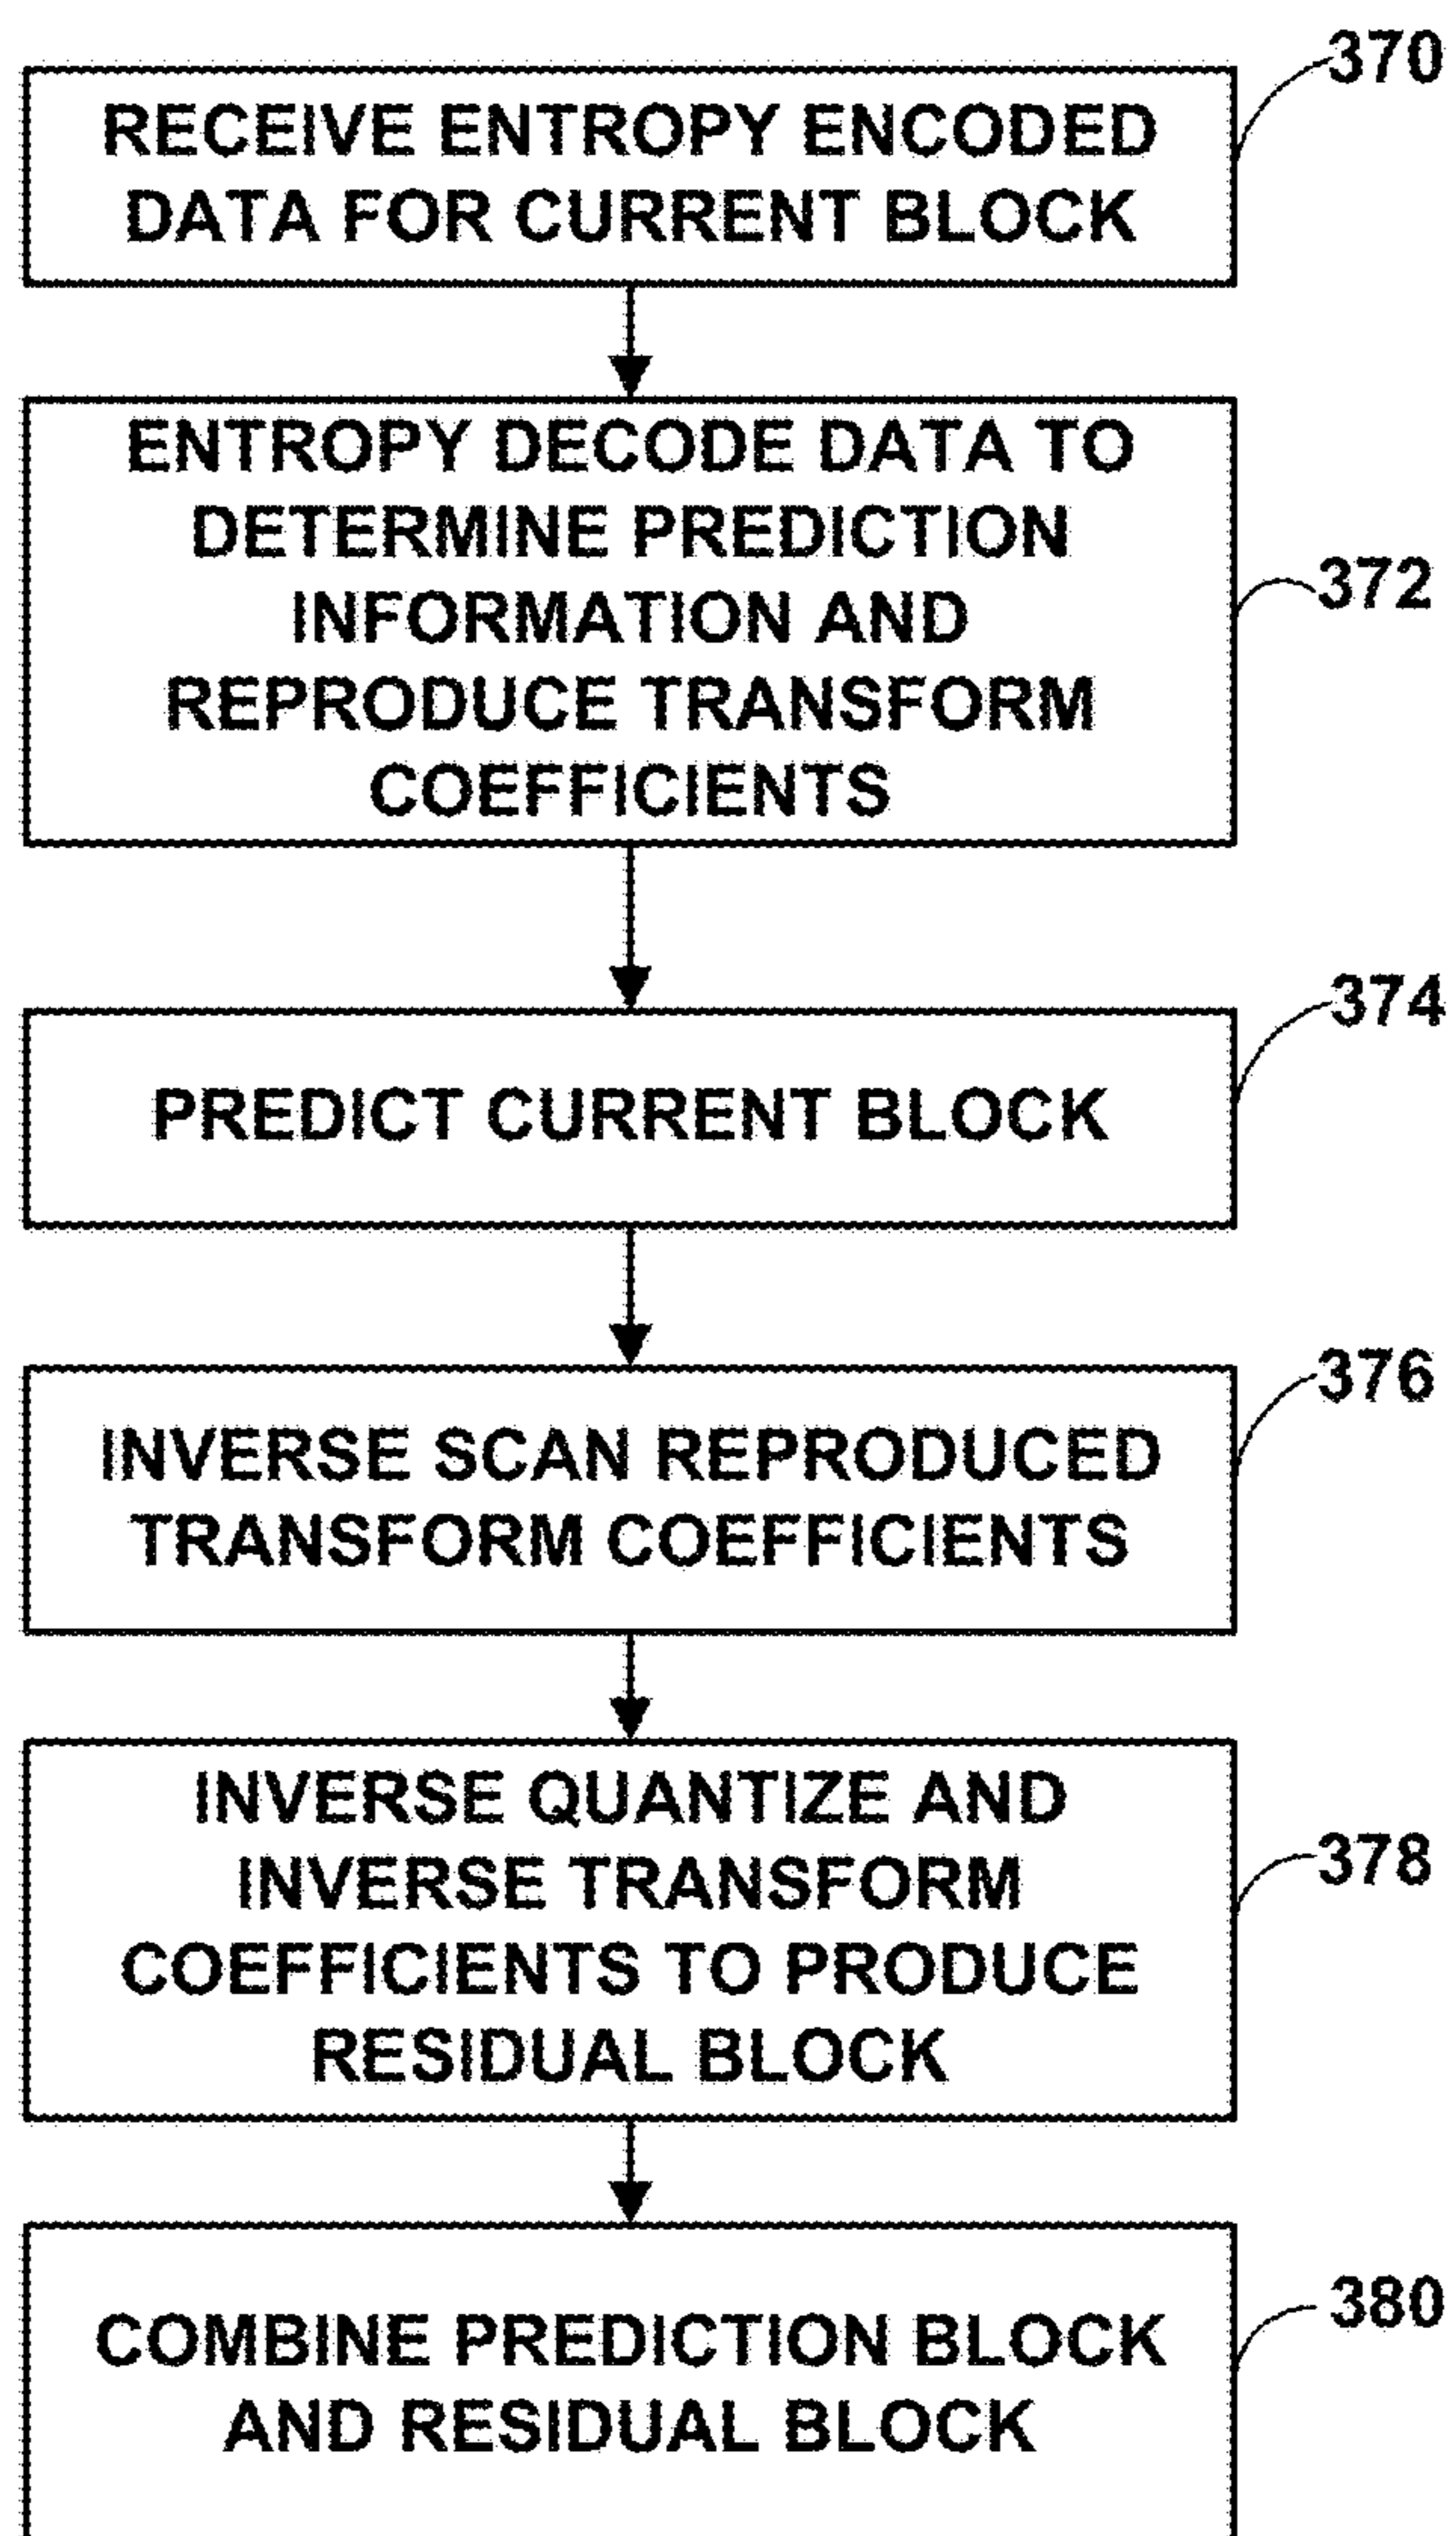 370
RECEIVE ENTROPY ENCODED
DATA FOR CURRENT BLOCK
ENTROPY DECODE DATA TO
DETERMINE PREDICTION
INFORMATION AND
REPRODUCE TRANSFORM
COEFFICIENTS
372
374
PREDICT CURRENT BLOCK
376
INVERSE SCAN REPRODUCED
TRANSFORM COEFFICIENTS
INVERSE QUANTIZE AND
INVERSE TRANSFORM
COEFFICIENTS TO PRODUCE
RESIDUAL BLOCK
378
380
COMBINE PREDICTION BLOCK
AND RESIDUAL BLOCK